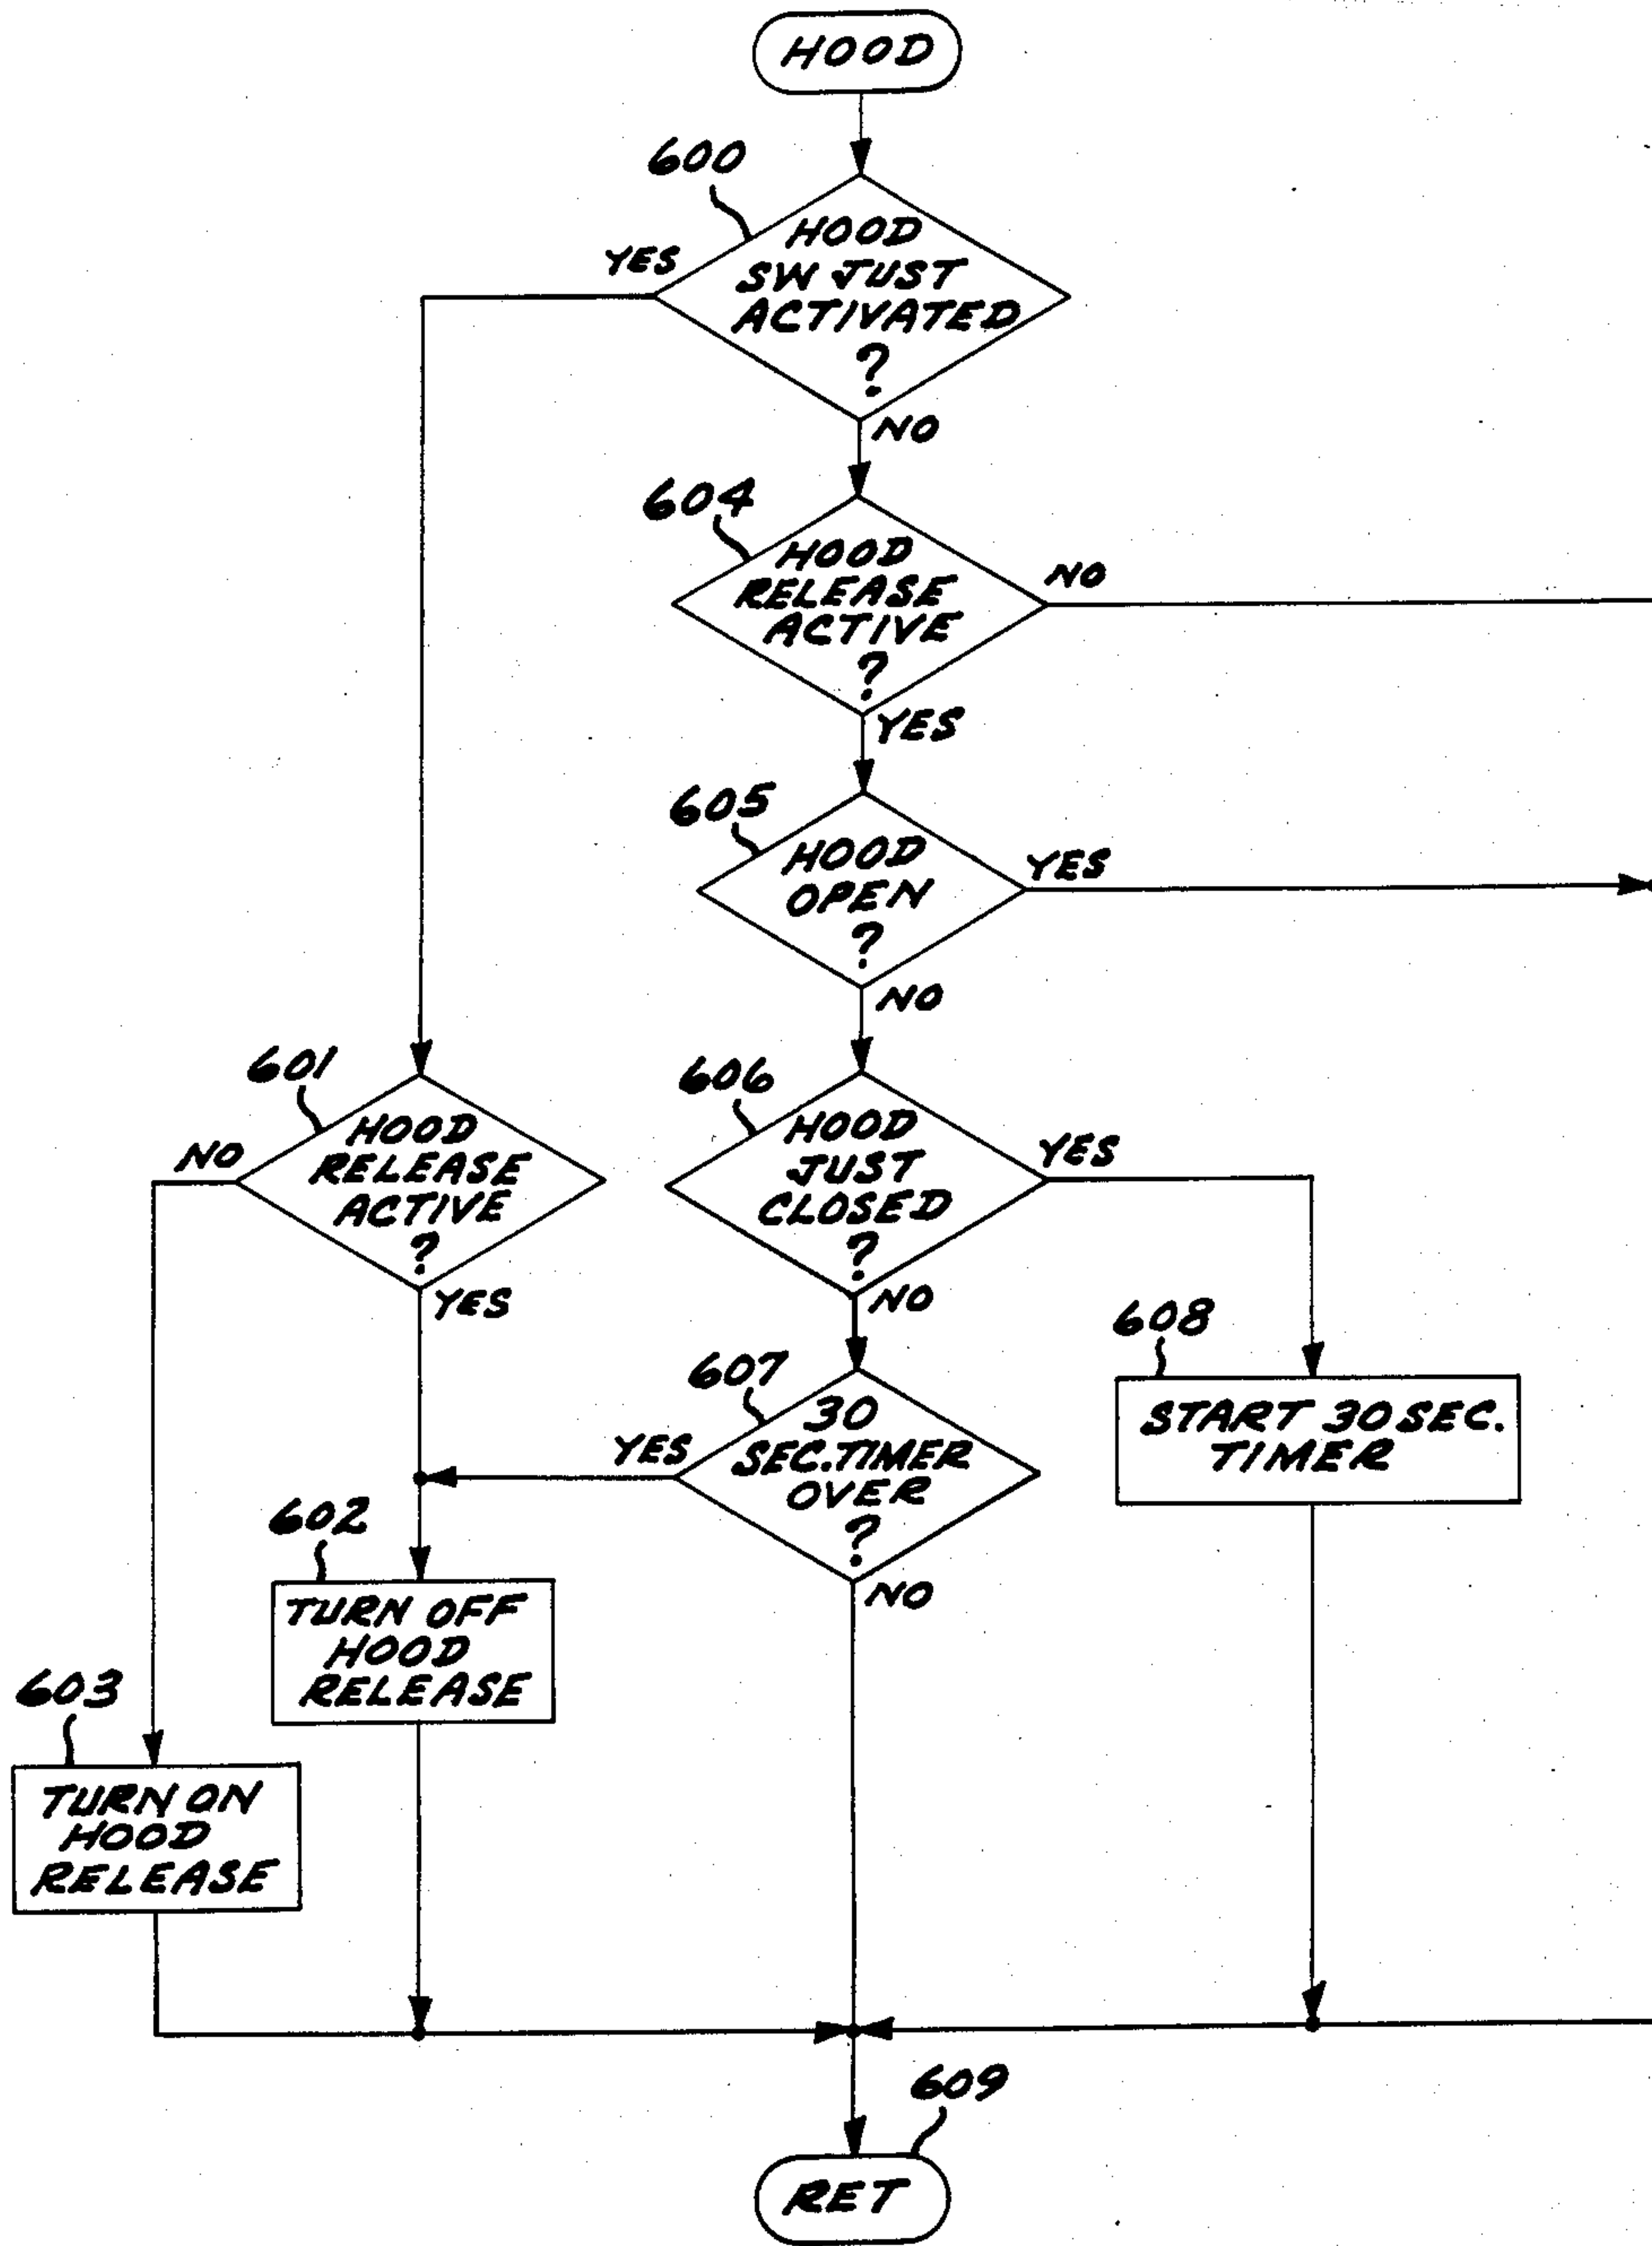 HOOD
600
HOOD
SW JUST
ACTIVATED
?
YES
NO
604
HOOD
RELEASE
ACTIVE
?
NO
YES
605
HOOD
OPEN
?
YES
NO
601
HOOD
RELEASE
ACTIVE
?
NO
YES
606
HOOD
JUST
CLOSED
?
YES
NO
608
START 30 SEC.
TIMER
607
30
SEC. TIMER
OVER
?
YES
NO
602
TURN OFF
HOOD
RELEASE
603
TURN ON
HOOD
RELEASE
609
RET